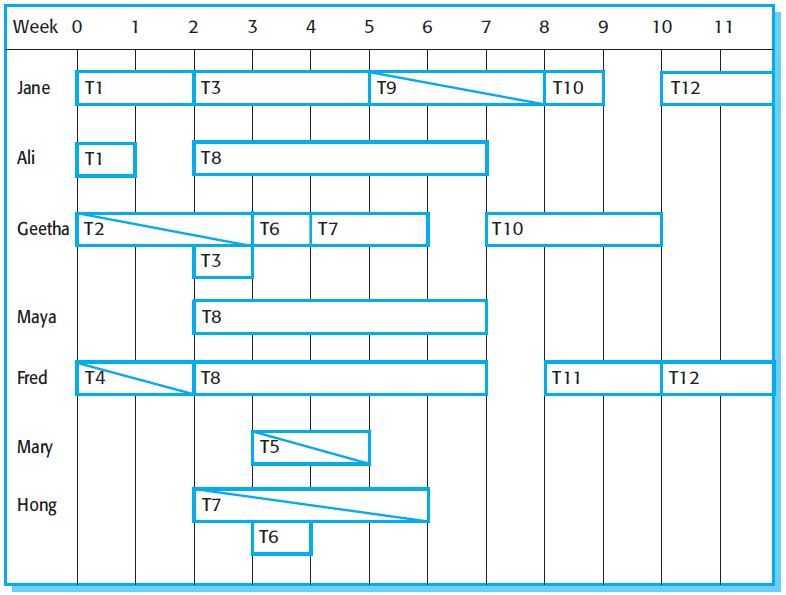 Week 0 1 2 3 4 5 6 7 8 9 10 11
Jane T1 T3 T9 T10 T12
Ali T1 T8
Geetha T2 T6 T7 T10
T3
Maya T8
Fred T4 T8 T11 T12
Mary T5
Hong T7
T6